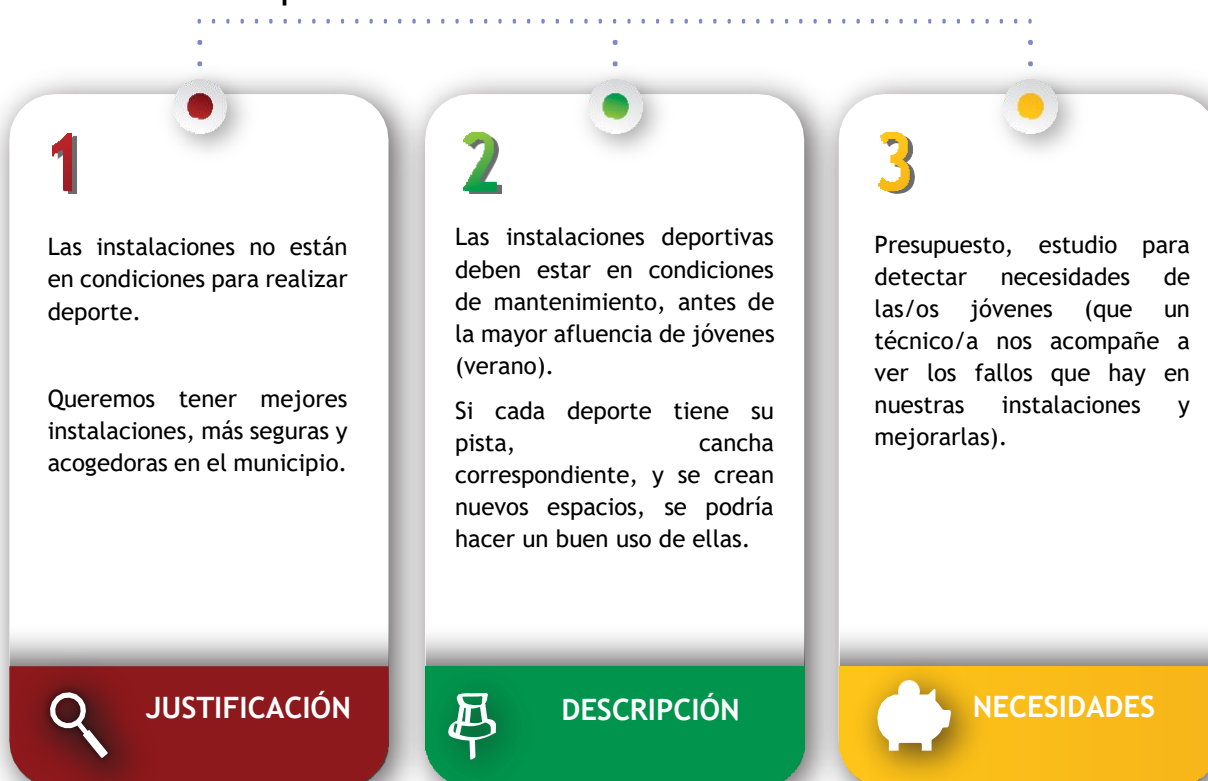 1
Las instalaciones no están
en condiciones para realizar
deporte.
Queremos tener mejores
instalaciones, más seguras y
acogedoras en el municipio.
JUSTIFICACIÓN
2
Las instalaciones deportivas
deben estar en condiciones
de mantenimiento, antes de
la mayor afluencia de jóvenes
(verano).
Si cada deporte tiene su
pista, cancha
correspondiente, y se crean
nuevos espacios, se podría
hacer un buen uso de ellas.
DESCRIPCIÓN
3
Presupuesto, estudio para
detectar necesidades de
las/os jóvenes (que un
técnico/a nos acompañe a
ver los fallos que hay en
nuestras instalaciones y
mejorarlas).
NECESIDADES